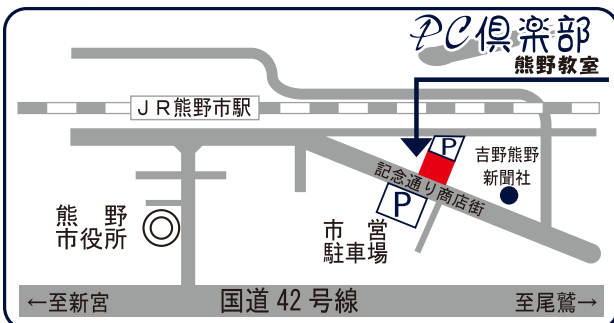 PC倶楽部
熊野教室
JR熊野市駅
P
吉野熊野
新聞社
記念通り商店街
P
熊野
市役所
市営
駐車場
←至新宮
国道42号線
至尾鷲→